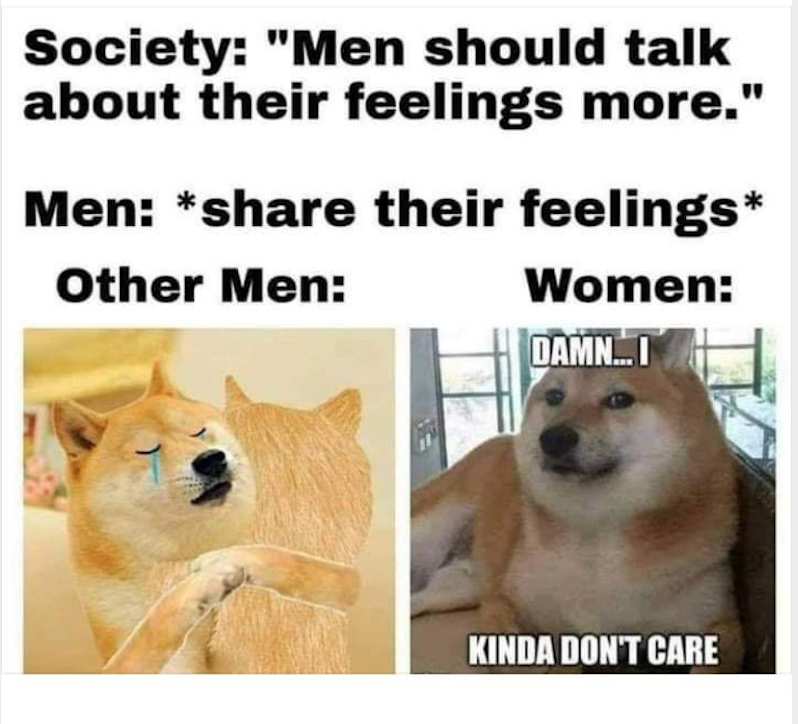 Society: "Men should talk
about their feelings more."
Men: *share their feelings*
Other Men:
Women:
DAMN... I
KINDA DON'T CARE